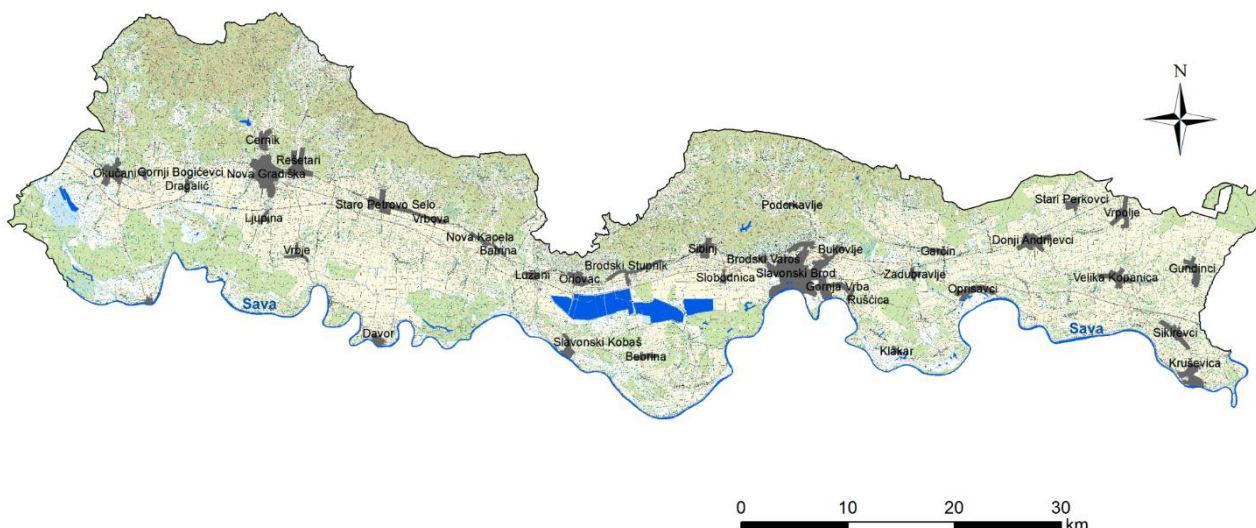 N
Cernik
Rešetari
Okučani
Gornji Bogićevci
Nova Gradiška
Dragalić
Ljupina
Staro Petrovo Selo
Vrbova
Vrbje
Nova Kapela
Batrina
Sava
Davor
Lužani
Oriovac
Brodski Stupnik
Sibinj
Slobodnica
Slavonski Kobaš
Bebrina
Podcrkavlje
Brodski Varoš
Bukovlje
Slavonski Brod
Gornja Vrba
Ruščica
Klakar
Garčin
Zadubravlje
Oprisavci
Stari Perkovci
Vrpolje
Donji Andrijevci
Velika Kopanica
Gundinci
Sava
Sikirevci
Kruševica
0 10 20 30
km